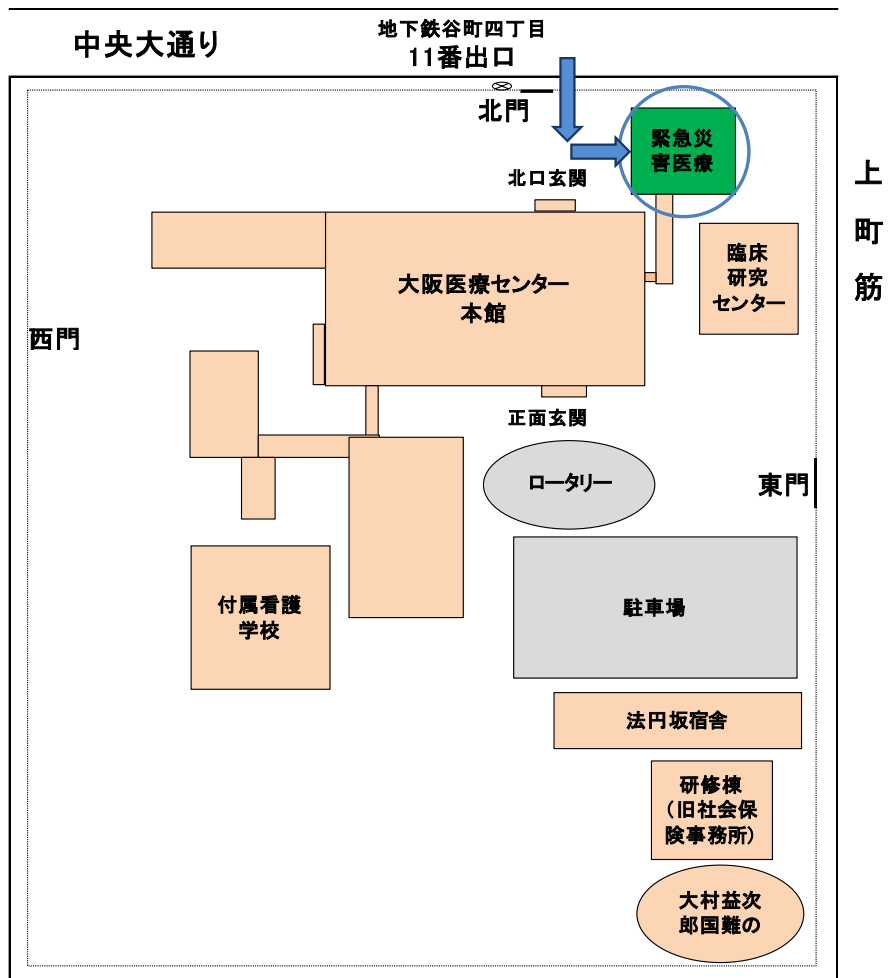 中央大通り
地下鉄谷町四丁目
11番出口
北門
緊急災
害医療
北口玄関
上
町
筋
臨床
研究
センター
大阪医療センター
本館
西門
正面玄関
ロータリー
東門
付属看護
学校
駐車場
法円坂宿舎
研修棟
（旧社会保
険事務所）
大村益次
郎国難の